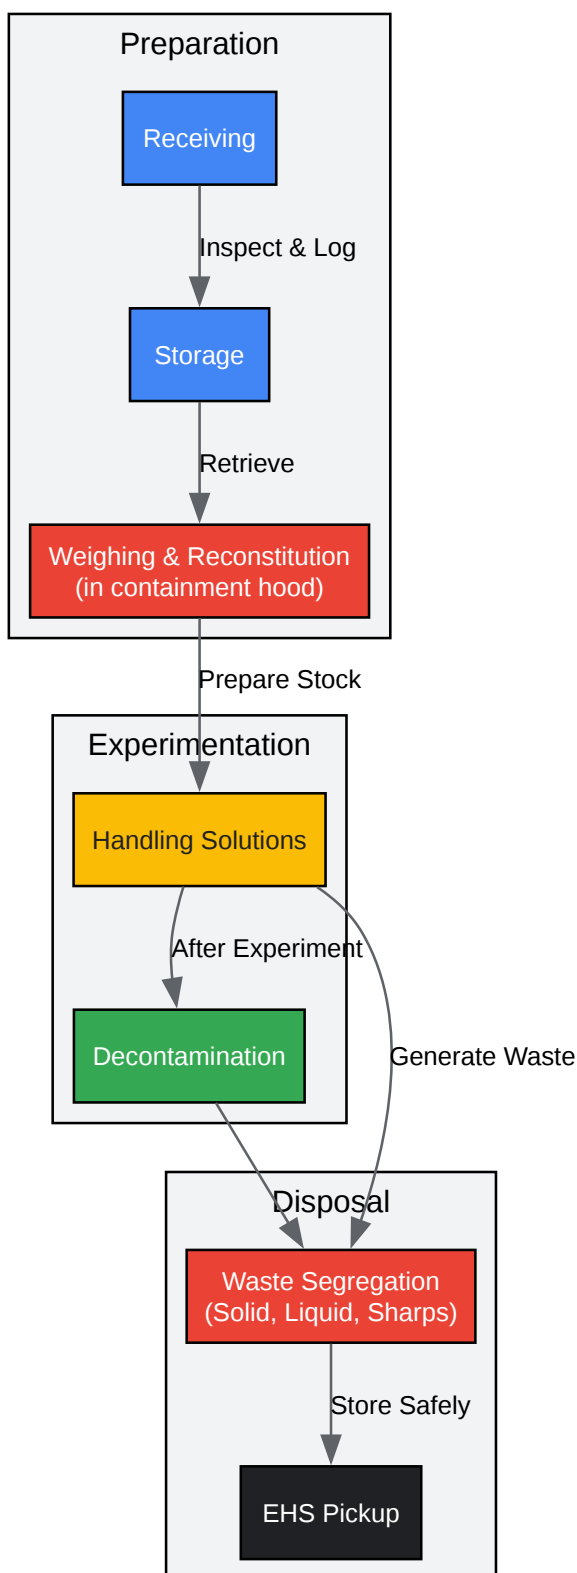 Preparation
Receiving
Inspect & Log
Storage
Retrieve
Weighing & Reconstitution
(in containment hood)
Prepare Stock
Experimentation
Handling Solutions
After Experiment
Decontamination
Generate Waste
Disposal
Waste Segregation
(Solid, Liquid, Sharps)
Store Safely
EHS Pickup